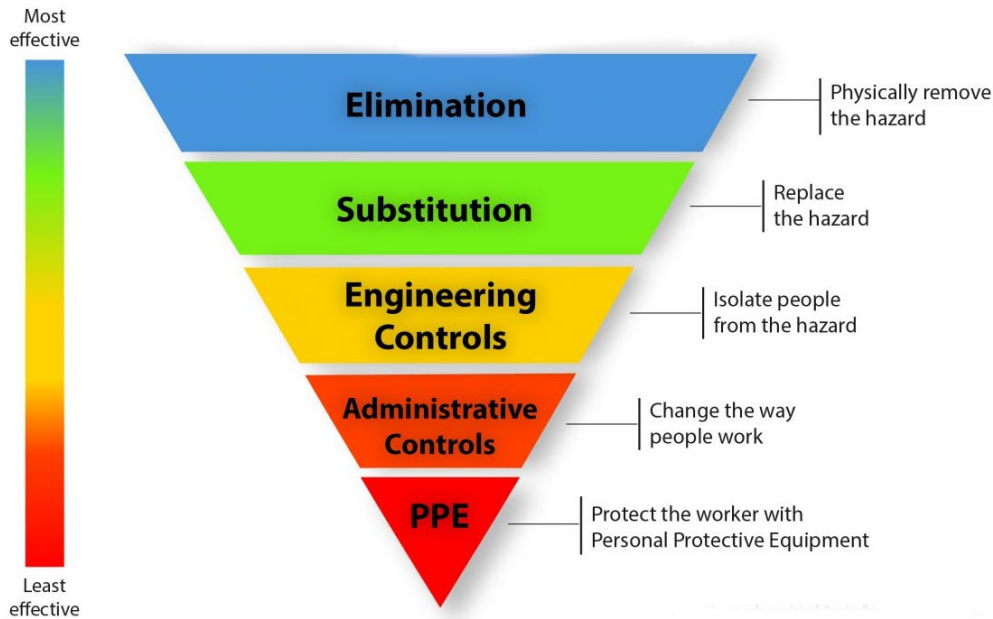 Most
effective
Elimination
Physically remove
the hazard
Substitution
Replace
the hazard
Engineering
Controls
Isolate people
from the hazard
Administrative
Controls
Change the way
people work
PPE
Protect the worker with
Personal Protective Equipment
Least
effective